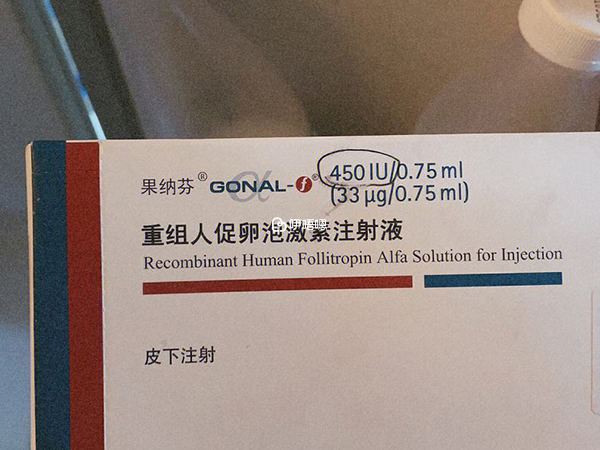 果纳芬® GONAL-f® 450 IU/0.75 ml
(33 µg/0.75 ml)
重组人促卵泡激素注射液
Recombinant Human Follitropin Alfa Solution for Injection
皮下注射